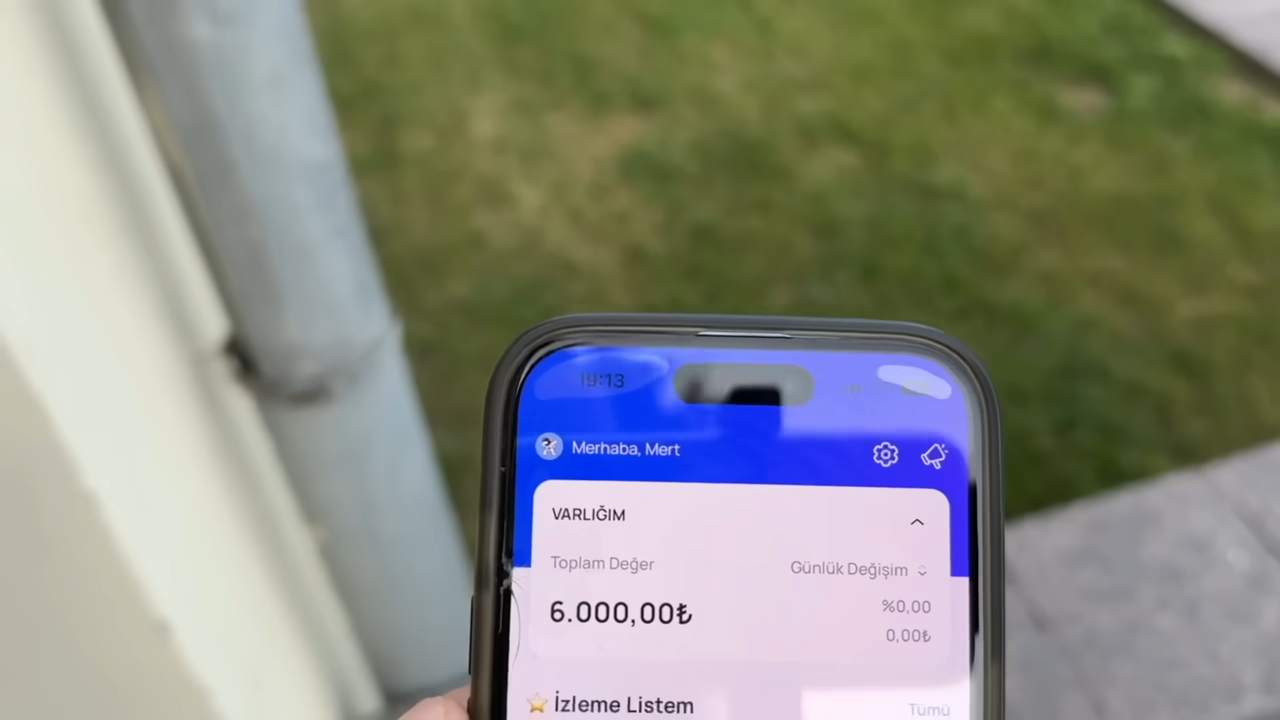 19:13
Merhaba, Mert
VARLIĞIM
Toplam Değer
Günlük Değişim
6.000,00₺
%0,00
0,00₺
İzleme Listem
Tümü